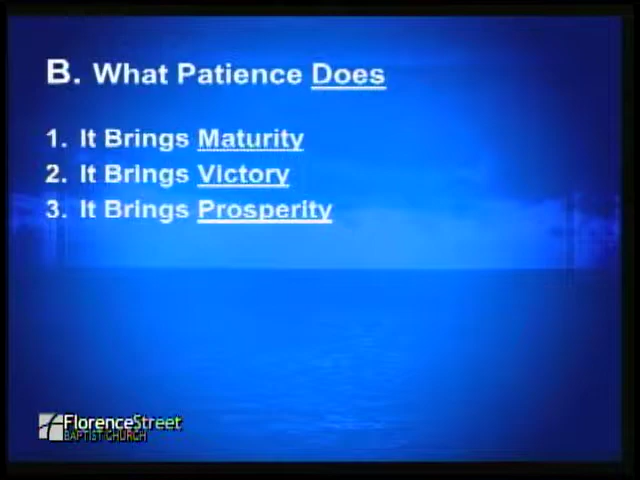 B. What Patience Does
1. It Brings Maturity
2. It Brings Victory
3. It Brings Prosperity
FlorenceStreet
BAPTIST CHURCH